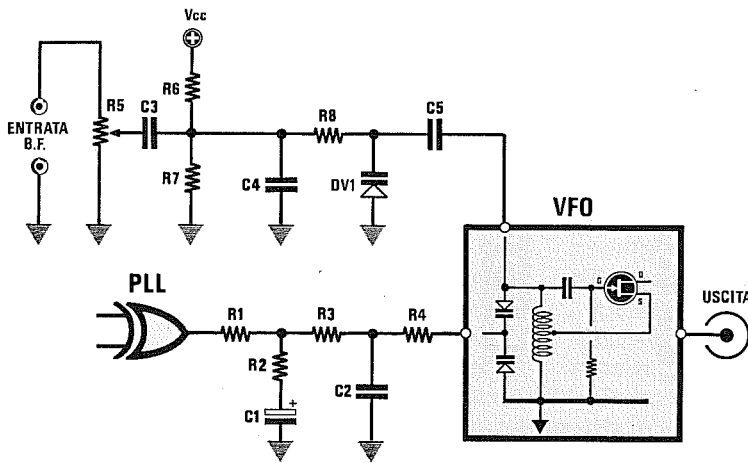 Vcc
R6
R5
C3
ENTRATA
B.F.
R8
C5
R7
C4
DV1
VFO
G
D
S
PLL
R1
R3
R4
R2
C1
+
C2
USCITA